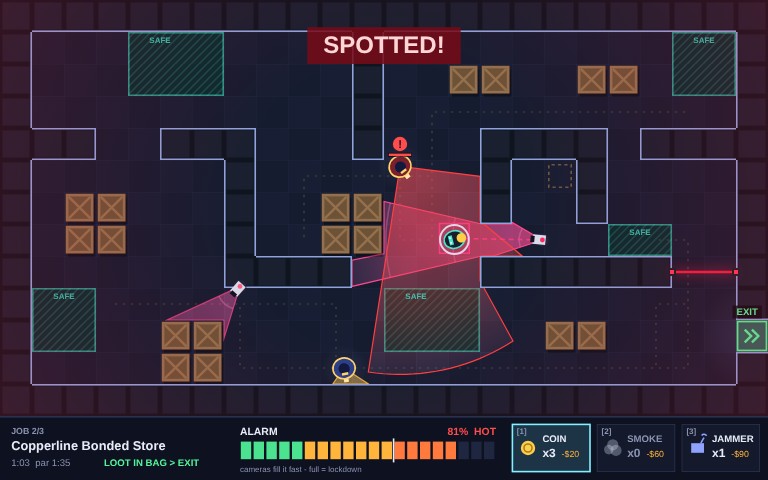 SPOTTED!
SAFE
SAFE
!
SAFE
SAFE
SAFE
EXIT
JOB 2/3
Copperline Bonded Store
1:03 par 1:35
LOOT IN BAG > EXIT
ALARM
81% HOT
cameras fill it fast - full = lockdown
[1]
COIN
x3 -$20
[2]
SMOKE
x0 -$60
[3]
JAMMER
x1 -$90